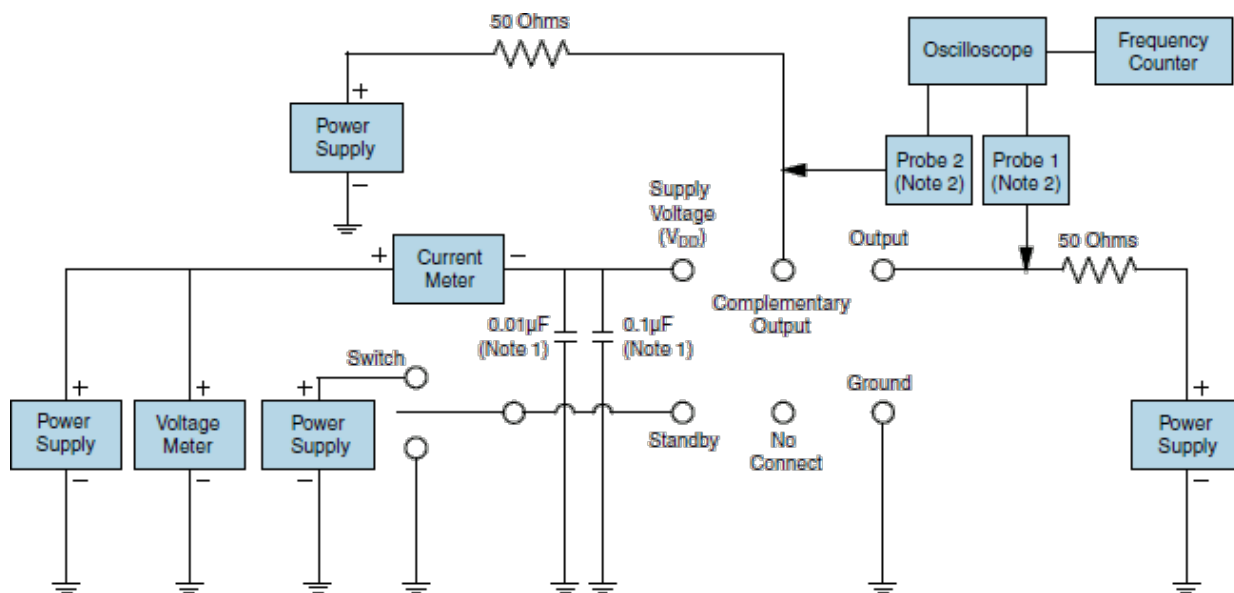 50 Ohms
Oscilloscope
Frequency
Counter
+
Power
Supply
−
Probe 2
(Note 2)
Probe 1
(Note 2)
Supply
Voltage
(VDD)
Output
50 Ohms
+
Current
Meter
−
Complementary
Output
0.01µF
(Note 1)
0.1µF
(Note 1)
Switch
Ground
+
Power
Supply
−
+
Voltage
Meter
−
+
Power
Supply
−
Standby
No
Connect
+
Power
Supply
−